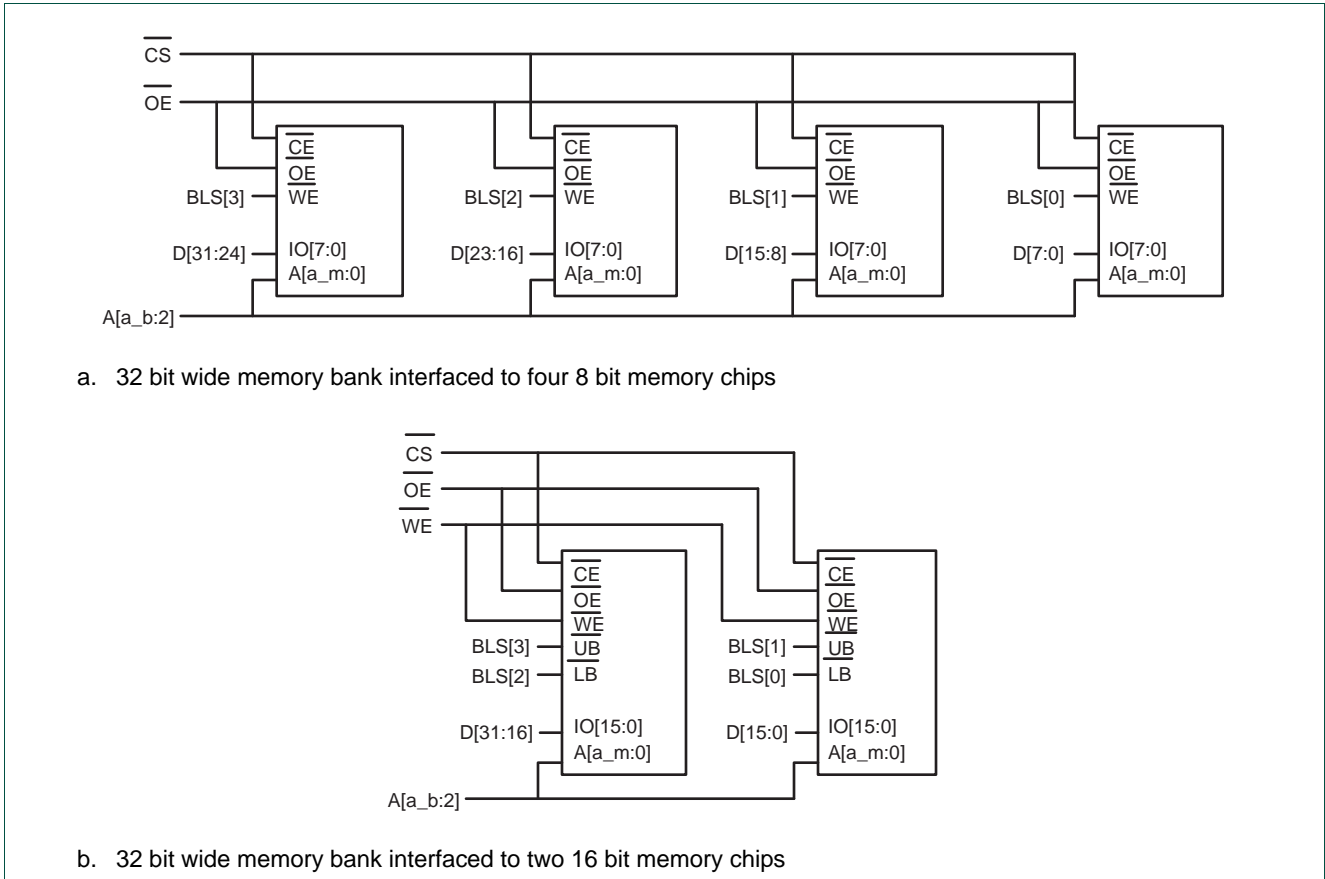 CS
OE
CE CE CE CE
OE OE OE OE
BLS[3] WE BLS[2] WE BLS[1] WE BLS[0] WE
D[31:24] IO[7:0] D[23:16] IO[7:0] D[15:8] IO[7:0] D[7:0] IO[7:0]
A[a_m:0] A[a_m:0] A[a_m:0] A[a_m:0]
A[a_b:2]
a. 32 bit wide memory bank interfaced to four 8 bit memory chips
CS
OE
WE
CE CE
OE OE
WE WE
BLS[3] UB BLS[1] UB
BLS[2] LB BLS[0] LB
D[31:16] IO[15:0] D[15:0] IO[15:0]
A[a_m:0] A[a_m:0]
A[a_b:2]
b. 32 bit wide memory bank interfaced to two 16 bit memory chips